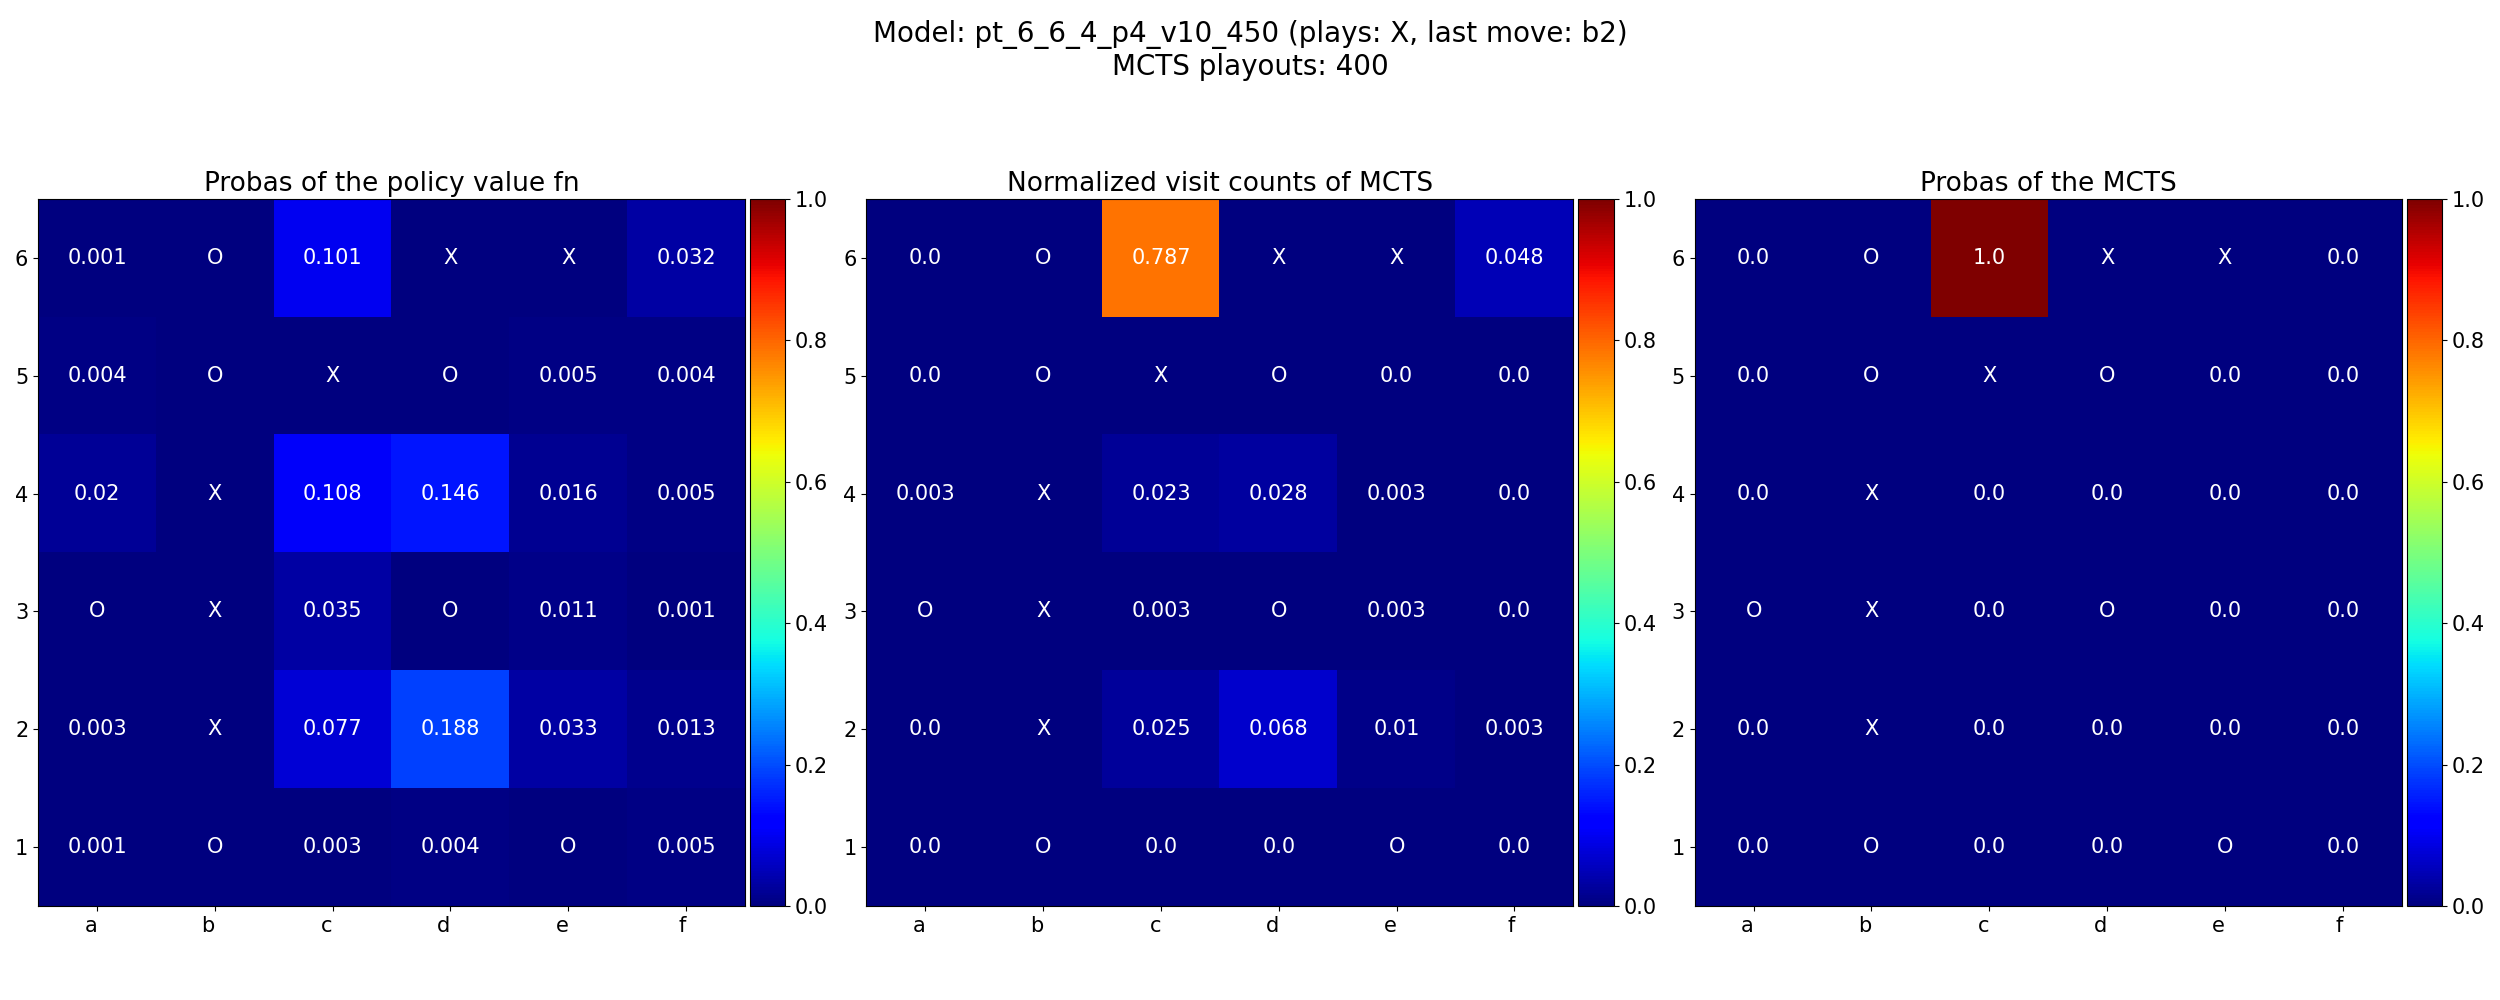 Model: pt_6_6_4_p4_v10_450 (plays: X, last move: b2)
MCTS playouts: 400
Probas of the policy value fn
6 0.001 O 0.101 X X 0.032
5 0.004 O X O 0.005 0.004
4 0.02 X 0.108 0.146 0.016 0.005
3 O X 0.035 O 0.011 0.001
2 0.003 X 0.077 0.188 0.033 0.013
1 0.001 O 0.003 0.004 O 0.005
a b c d e f
1.0
0.8
0.6
0.4
0.2
0.0
Normalized visit counts of MCTS
6 0.0 O 0.787 X X 0.048
5 0.0 O X O 0.0 0.0
4 0.003 X 0.023 0.028 0.003 0.0
3 O X 0.003 O 0.003 0.0
2 0.0 X 0.025 0.068 0.01 0.003
1 0.0 O 0.0 0.0 O 0.0
a b c d e f
1.0
0.8
0.6
0.4
0.2
0.0
Probas of the MCTS
6 0.0 O 1.0 X X 0.0
5 0.0 O X O 0.0 0.0
4 0.0 X 0.0 0.0 0.0 0.0
3 O X 0.0 O 0.0 0.0
2 0.0 X 0.0 0.0 0.0 0.0
1 0.0 O 0.0 0.0 O 0.0
a b c d e f
1.0
0.8
0.6
0.4
0.2
0.0